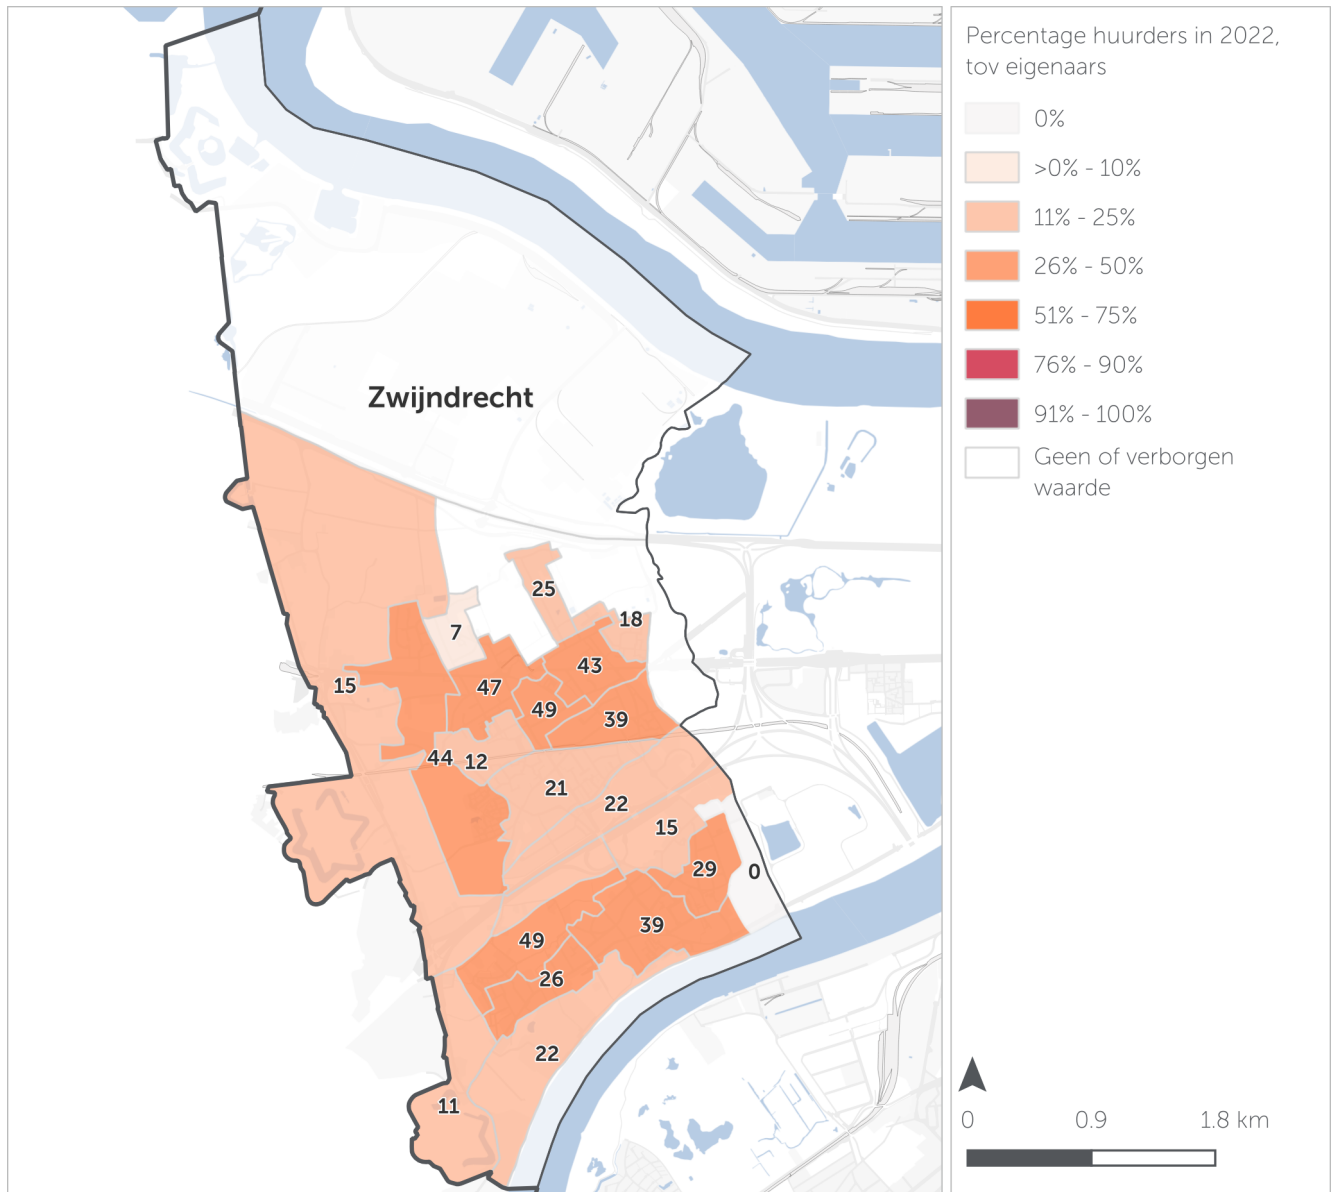 Percentage huurders in 2022,
tov eigenaars
0%
>0% - 10%
11% - 25%
26% - 50%
51% - 75%
76% - 90%
91% - 100%
Geen of verborgen
waarde
Zwijndrecht
25
18
7
43
15
47
49
39
44
12
21
22
15
29
0
39
49
26
22
11
0
0.9
1.8 km